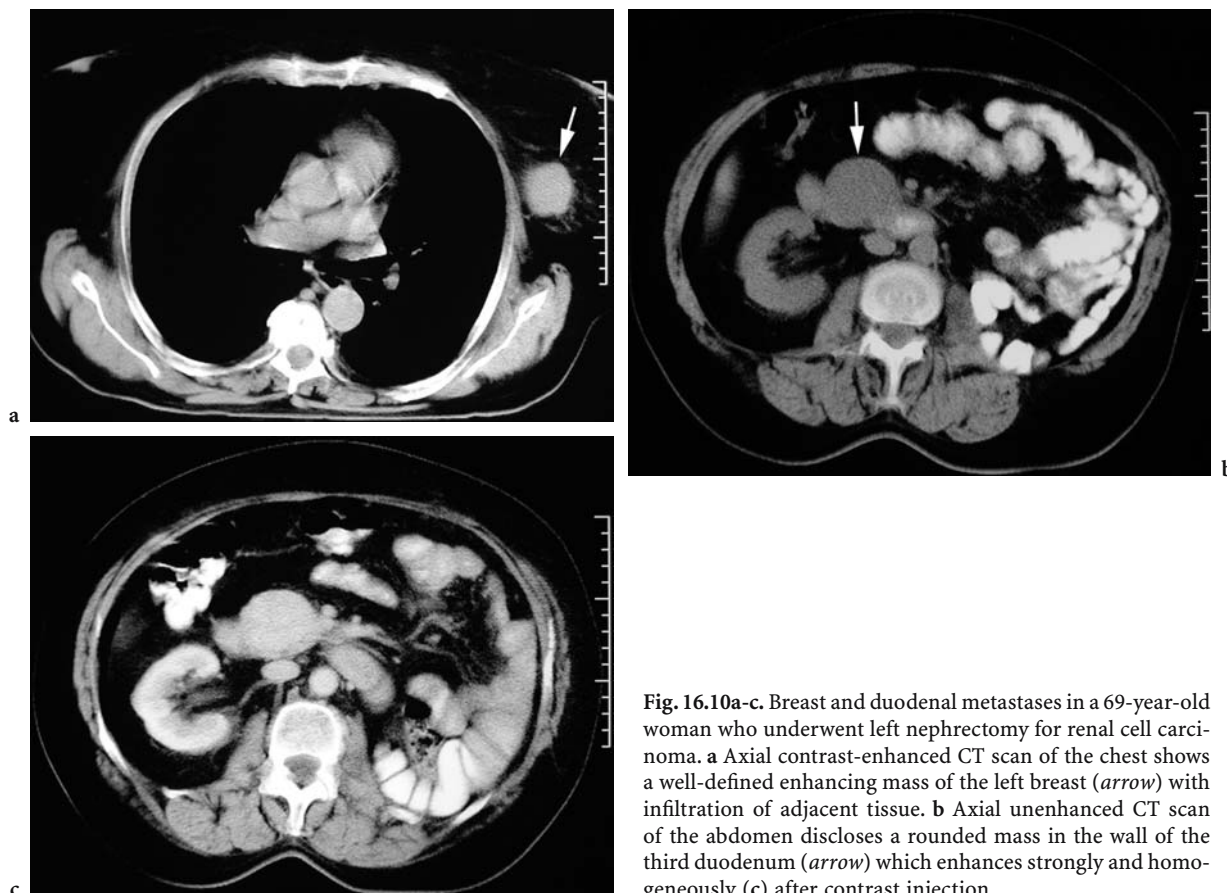 a
b
c
Fig. 16.10a-c. Breast and duodenal metastases in a 69-year-old
woman who underwent left nephrectomy for renal cell carci-
noma. a Axial contrast-enhanced CT scan of the chest shows
a well-defined enhancing mass of the left breast (arrow) with
infiltration of adjacent tissue. b Axial unenhanced CT scan
of the abdomen discloses a rounded mass in the wall of the
third duodenum (arrow) which enhances strongly and homo-
geneously (c) after contrast injection